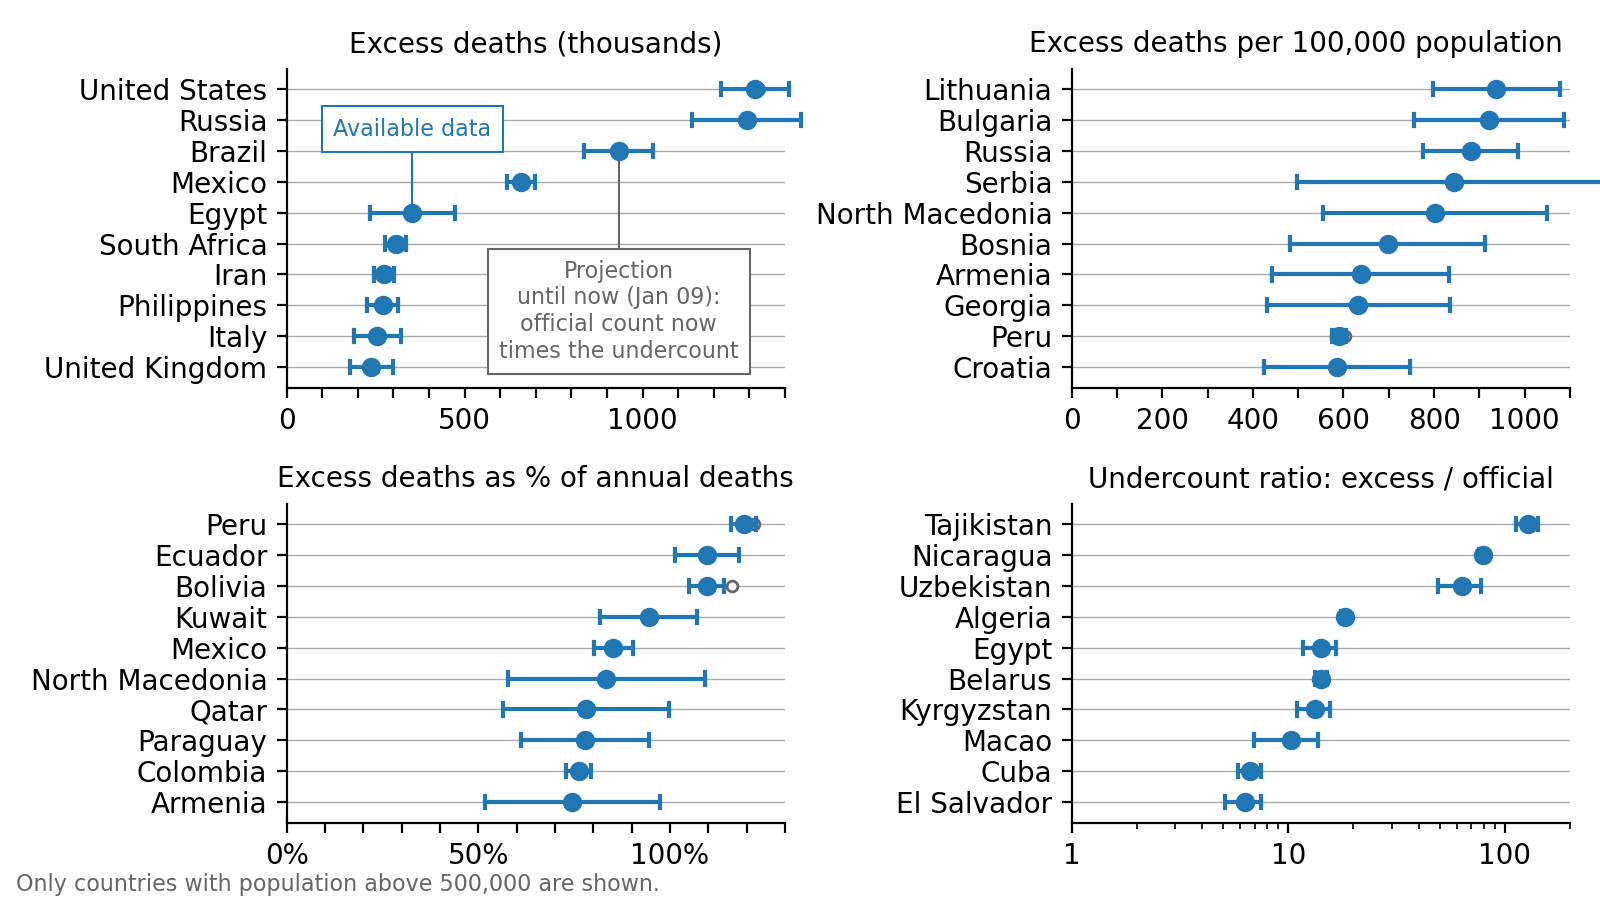 Excess deaths (thousands)
United States
Russia
Brazil
Mexico
Egypt
South Africa
Iran
Philippines
Italy
United Kingdom
Available data
Projection
until now (Jan 09):
official count now
times the undercount
0 500 1000
Excess deaths per 100,000 population
Lithuania
Bulgaria
Russia
Serbia
North Macedonia
Bosnia
Armenia
Georgia
Peru
Croatia
0 200 400 600 800 1000
Excess deaths as % of annual deaths
Peru
Ecuador
Bolivia
Kuwait
Mexico
North Macedonia
Qatar
Paraguay
Colombia
Armenia
0% 50% 100%
Undercount ratio: excess / official
Tajikistan
Nicaragua
Uzbekistan
Algeria
Egypt
Belarus
Kyrgyzstan
Macao
Cuba
El Salvador
1 10 100
Only countries with population above 500,000 are shown.